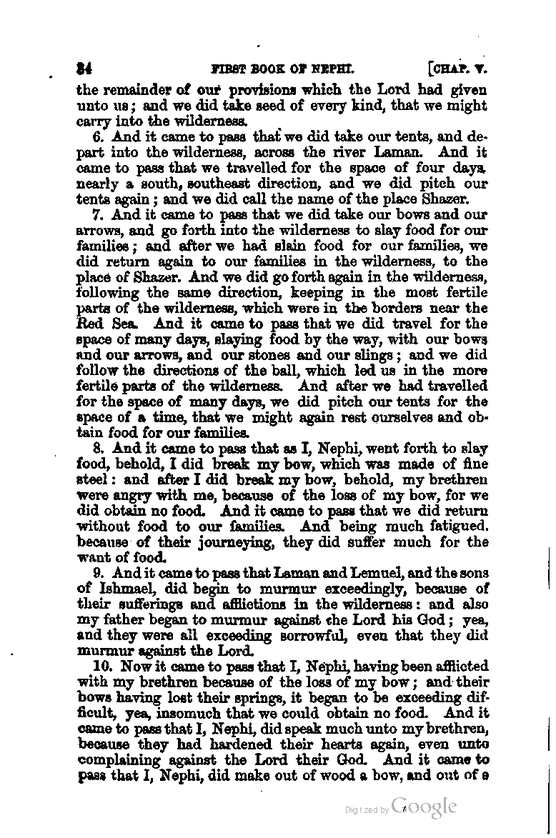 34 FIRST BOOK OF NEPHI. [CHAP. V.
the remainder of our provisions which the Lord had given
unto us; and we did take seed of every kind, that we might
carry into the wilderness.
6. And it came to pass that we did take our tents, and de-
part into the wilderness, across the river Laman. And it
came to pass that we travelled for the space of four days,
nearly a south, southeast direction, and we did pitch our
tents again; and we did call the name of the place Shazer.
7. And it came to pass that we did take our bows and our
arrows, and go forth into the wilderness to slay food for our
families; and after we had slain food for our families, we
did return again to our families in the wilderness, to the
place of Shazer. And we did go forth again in the wilderness,
following the same direction, keeping in the most fertile
parts of the wilderness, which were in the borders near the
Red Sea. And it came to pass that we did travel for the
space of many days, slaying food by the way, with our bows
and our arrows, and our stones and our slings; and we did
follow the directions of the ball, which led us in the more
fertile parts of the wilderness. And after we had travelled
for the space of many days, we did pitch our tents for the
space of a time, that we might again rest ourselves and ob-
tain food for our families.
8. And it came to pass that as I, Nephi, went forth to slay
food, behold, I did break my bow, which was made of fine
steel: and after I did break my bow, behold, my brethren
were angry with me, because of the loss of my bow, for we
did obtain no food. And it came to pass that we did return
without food to our families. And being much fatigued,
because of their journeying, they did suffer much for the
want of food.
9. And it came to pass that Laman and Lemuel, and the sons
of Ishmael, did begin to murmur exceedingly, because of
their sufferings and afflictions in the wilderness: and also
my father began to murmur against the Lord his God; yea,
and they were all exceeding sorrowful, even that they did
murmur against the Lord.
10. Now it came to pass that I, Nephi, having been afflicted
with my brethren because of the loss of my bow; and their
bows having lost their springs, it began to be exceeding dif-
ficult, yea, insomuch that we could obtain no food. And it
came to pass that I, Nephi, did speak much unto my brethren,
because they had hardened their hearts again, even unto
complaining against the Lord their God. And it came to
pass that I, Nephi, did make out of wood a bow, and out of a
Digitized by Google